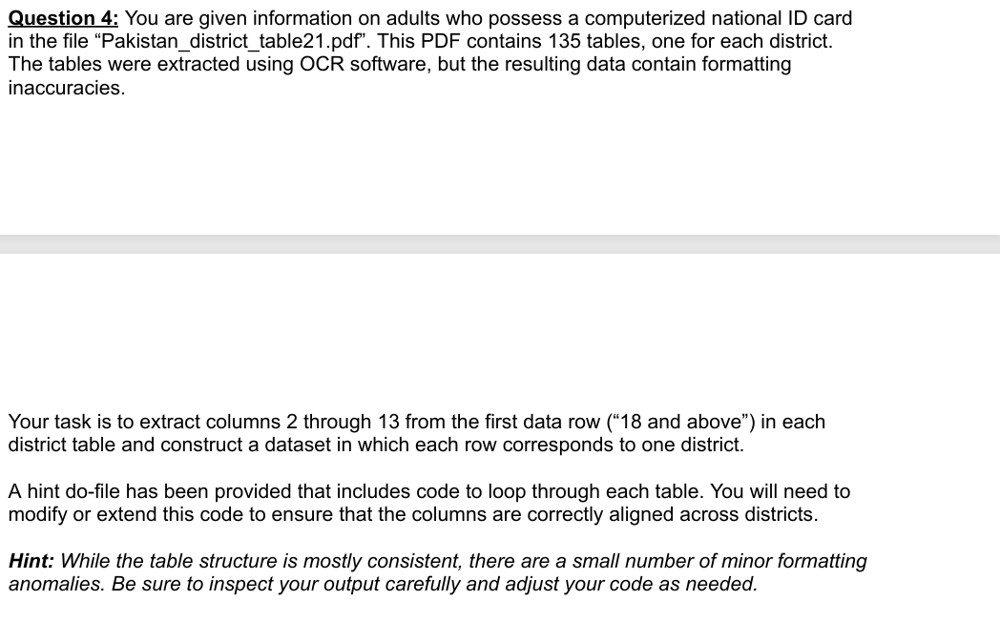 Question 4: You are given information on adults who possess a computerized national ID card
in the file “Pakistan_district_table21.pdf”. This PDF contains 135 tables, one for each district.
The tables were extracted using OCR software, but the resulting data contain formatting
inaccuracies.
Your task is to extract columns 2 through 13 from the first data row (“18 and above”) in each
district table and construct a dataset in which each row corresponds to one district.
A hint do-file has been provided that includes code to loop through each table. You will need to
modify or extend this code to ensure that the columns are correctly aligned across districts.
Hint: While the table structure is mostly consistent, there are a small number of minor formatting
anomalies. Be sure to inspect your output carefully and adjust your code as needed.